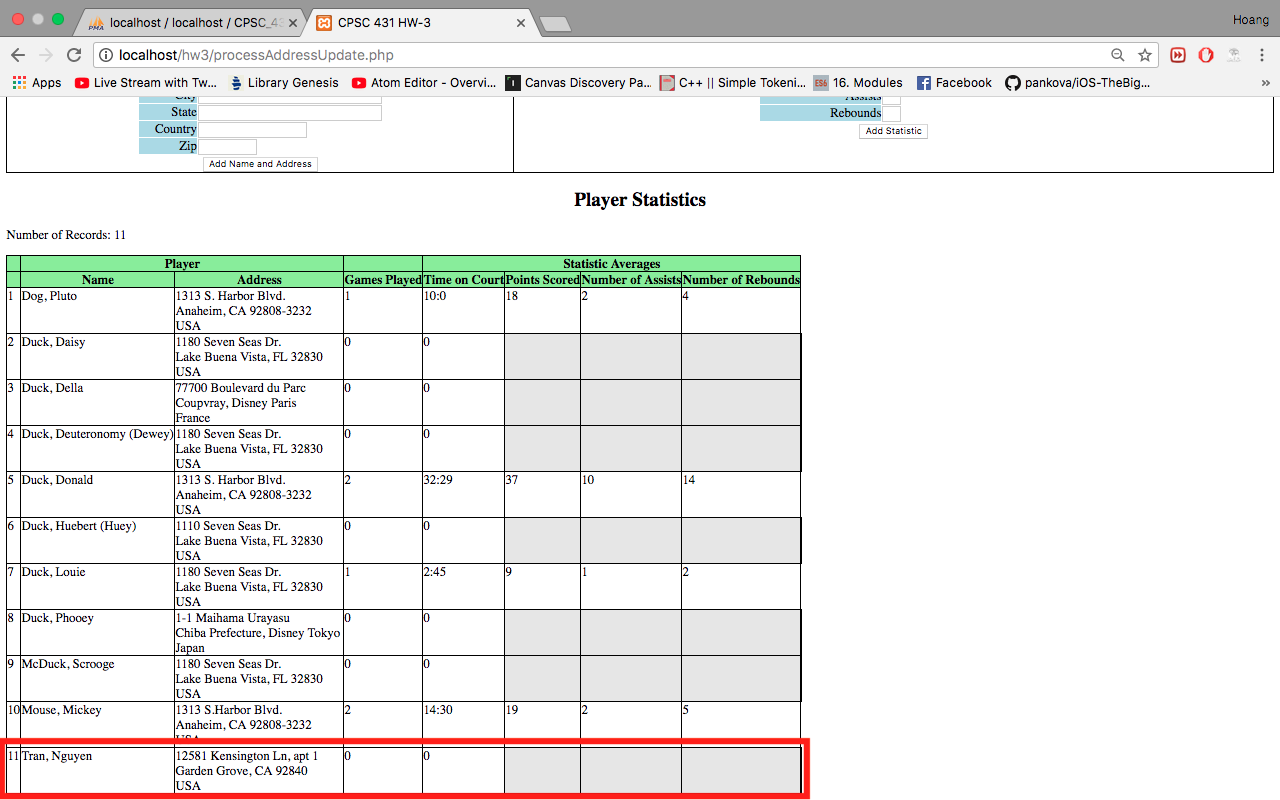 localhost / localhost / CPSC_43
CPSC 431 HW-3
Hoang
localhost/hw3/processAddressUpdate.php
Apps
Live Stream with Tw...
Library Genesis
Atom Editor - Overvi...
Canvas Discovery Pa...
C++ || Simple Tokeni...
16. Modules
Facebook
pankova/iOS-TheBig...
City
State
Country
Zip
Add Name and Address
Assists
Rebounds
Add Statistic
Player Statistics
Number of Records: 11
Player Statistic Averages
Name Address Games Played Time on Court Points Scored Number of Assists Number of Rebounds
1 Dog, Pluto 1313 S. Harbor Blvd. 1 10:0 18 2 4
Anaheim, CA 92808-3232
USA
2 Duck, Daisy 1180 Seven Seas Dr. 0 0
Lake Buena Vista, FL 32830
USA
3 Duck, Della 77700 Boulevard du Parc 0 0
Coupvray, Disney Paris
France
4 Duck, Deuteronomy (Dewey) 1180 Seven Seas Dr. 0 0
Lake Buena Vista, FL 32830
USA
5 Duck, Donald 1313 S. Harbor Blvd. 2 32:29 37 10 14
Anaheim, CA 92808-3232
USA
6 Duck, Huebert (Huey) 1110 Seven Seas Dr. 0 0
Lake Buena Vista, FL 32830
USA
7 Duck, Louie 1180 Seven Seas Dr. 1 2:45 9 1 2
Lake Buena Vista, FL 32830
USA
8 Duck, Phooey 1-1 Maihama Urayasu 0 0
Chiba Prefecture, Disney Tokyo
Japan
9 McDuck, Scrooge 1180 Seven Seas Dr. 0 0
Lake Buena Vista, FL 32830
USA
10 Mouse, Mickey 1313 S.Harbor Blvd. 2 14:30 19 2 5
Anaheim, CA 92808-3232
USA
11 Tran, Nguyen 12581 Kensington Ln, apt 1 0 0
Garden Grove, CA 92840
USA